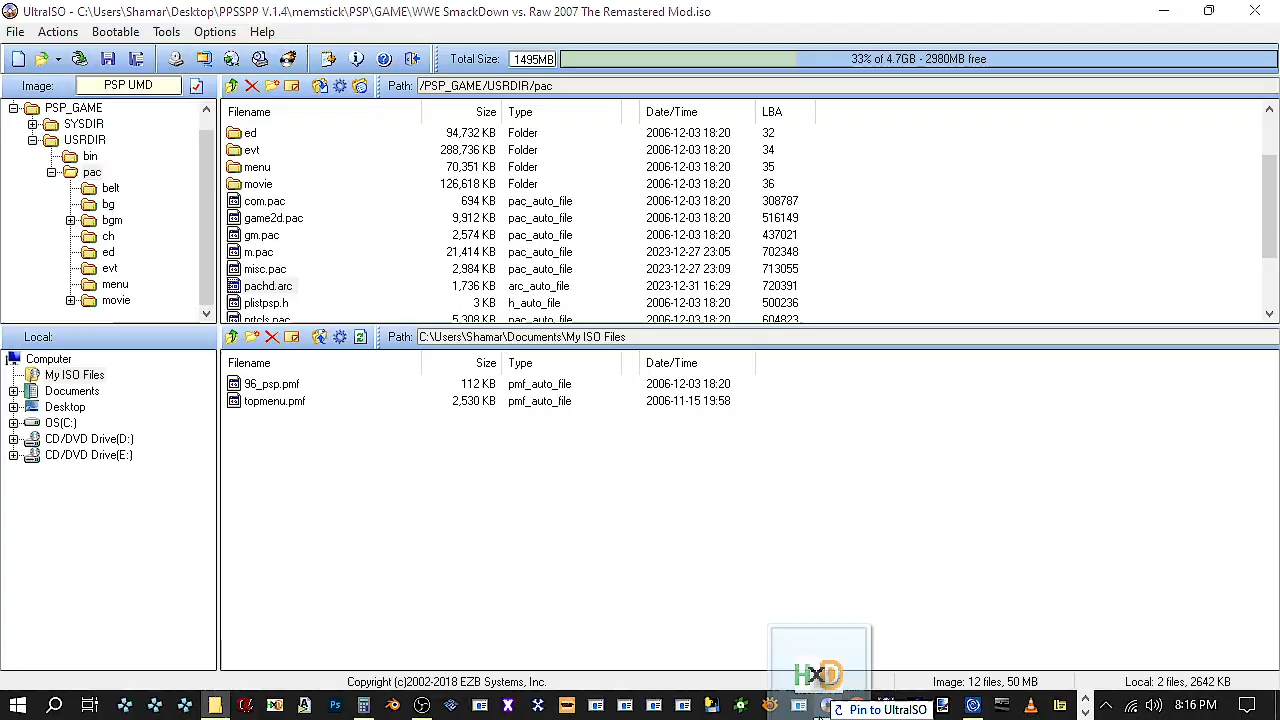 UltraISO - C:\Users\Shamar\Desktop\PPSSPP V.1.4\memstick\PSP\GAME\WWE SmackDown vs. Raw 2007 The Remastered Mod.iso
File Actions Bootable Tools Options Help
Total Size: 1495MB 33% of 4.7GB - 2980MB free
Image: PSP UMD Path: /PSP_GAME/USRDIR/pac
PSP_GAME
SYSDIR
USRDIR
bin
pac
belt
bg
bgm
ch
ed
evt
menu
movie
Filename Size Type Date/Time LBA
ed 94,732 KB Folder 2006-12-03 18:20 32
evt 288,736 KB Folder 2006-12-03 18:20 34
menu 70,351 KB Folder 2006-12-03 18:20 35
movie 126,618 KB Folder 2006-12-03 18:20 36
com.pac 694 KB pac_auto_file 2006-12-03 18:20 308787
game2d.pac 9,912 KB pac_auto_file 2006-12-03 18:20 516149
gm.pac 2,574 KB pac_auto_file 2006-12-03 18:20 437021
m.pac 21,414 KB pac_auto_file 2023-12-27 23:05 702348
misc.pac 2,984 KB pac_auto_file 2023-12-27 23:09 713055
pachd.arc 1,736 KB arc_auto_file 2023-12-31 16:29 720391
plistpsp.h 3 KB h_auto_file 2006-12-03 18:20 500236
prtcls.pac 5,308 KB pac_auto_file 2006-12-03 18:20 604823
Local: Path: C:\Users\Shamar\Documents\My ISO Files
Computer
My ISO Files
Documents
Desktop
OS(C:)
CD/DVD Drive(D:)
CD/DVD Drive(E:)
Filename Size Type Date/Time
96_psp.pmf 112 KB pmf_auto_file 2006-12-03 18:20
topmenu.pmf 2,530 KB pmf_auto_file 2006-11-15 19:58
HxD
Copyright (c)2002-2018 EZB Systems, Inc. Image: 12 files, 50 MB Local: 2 files, 2642 KB
Pin to UltraISO
8:16 PM